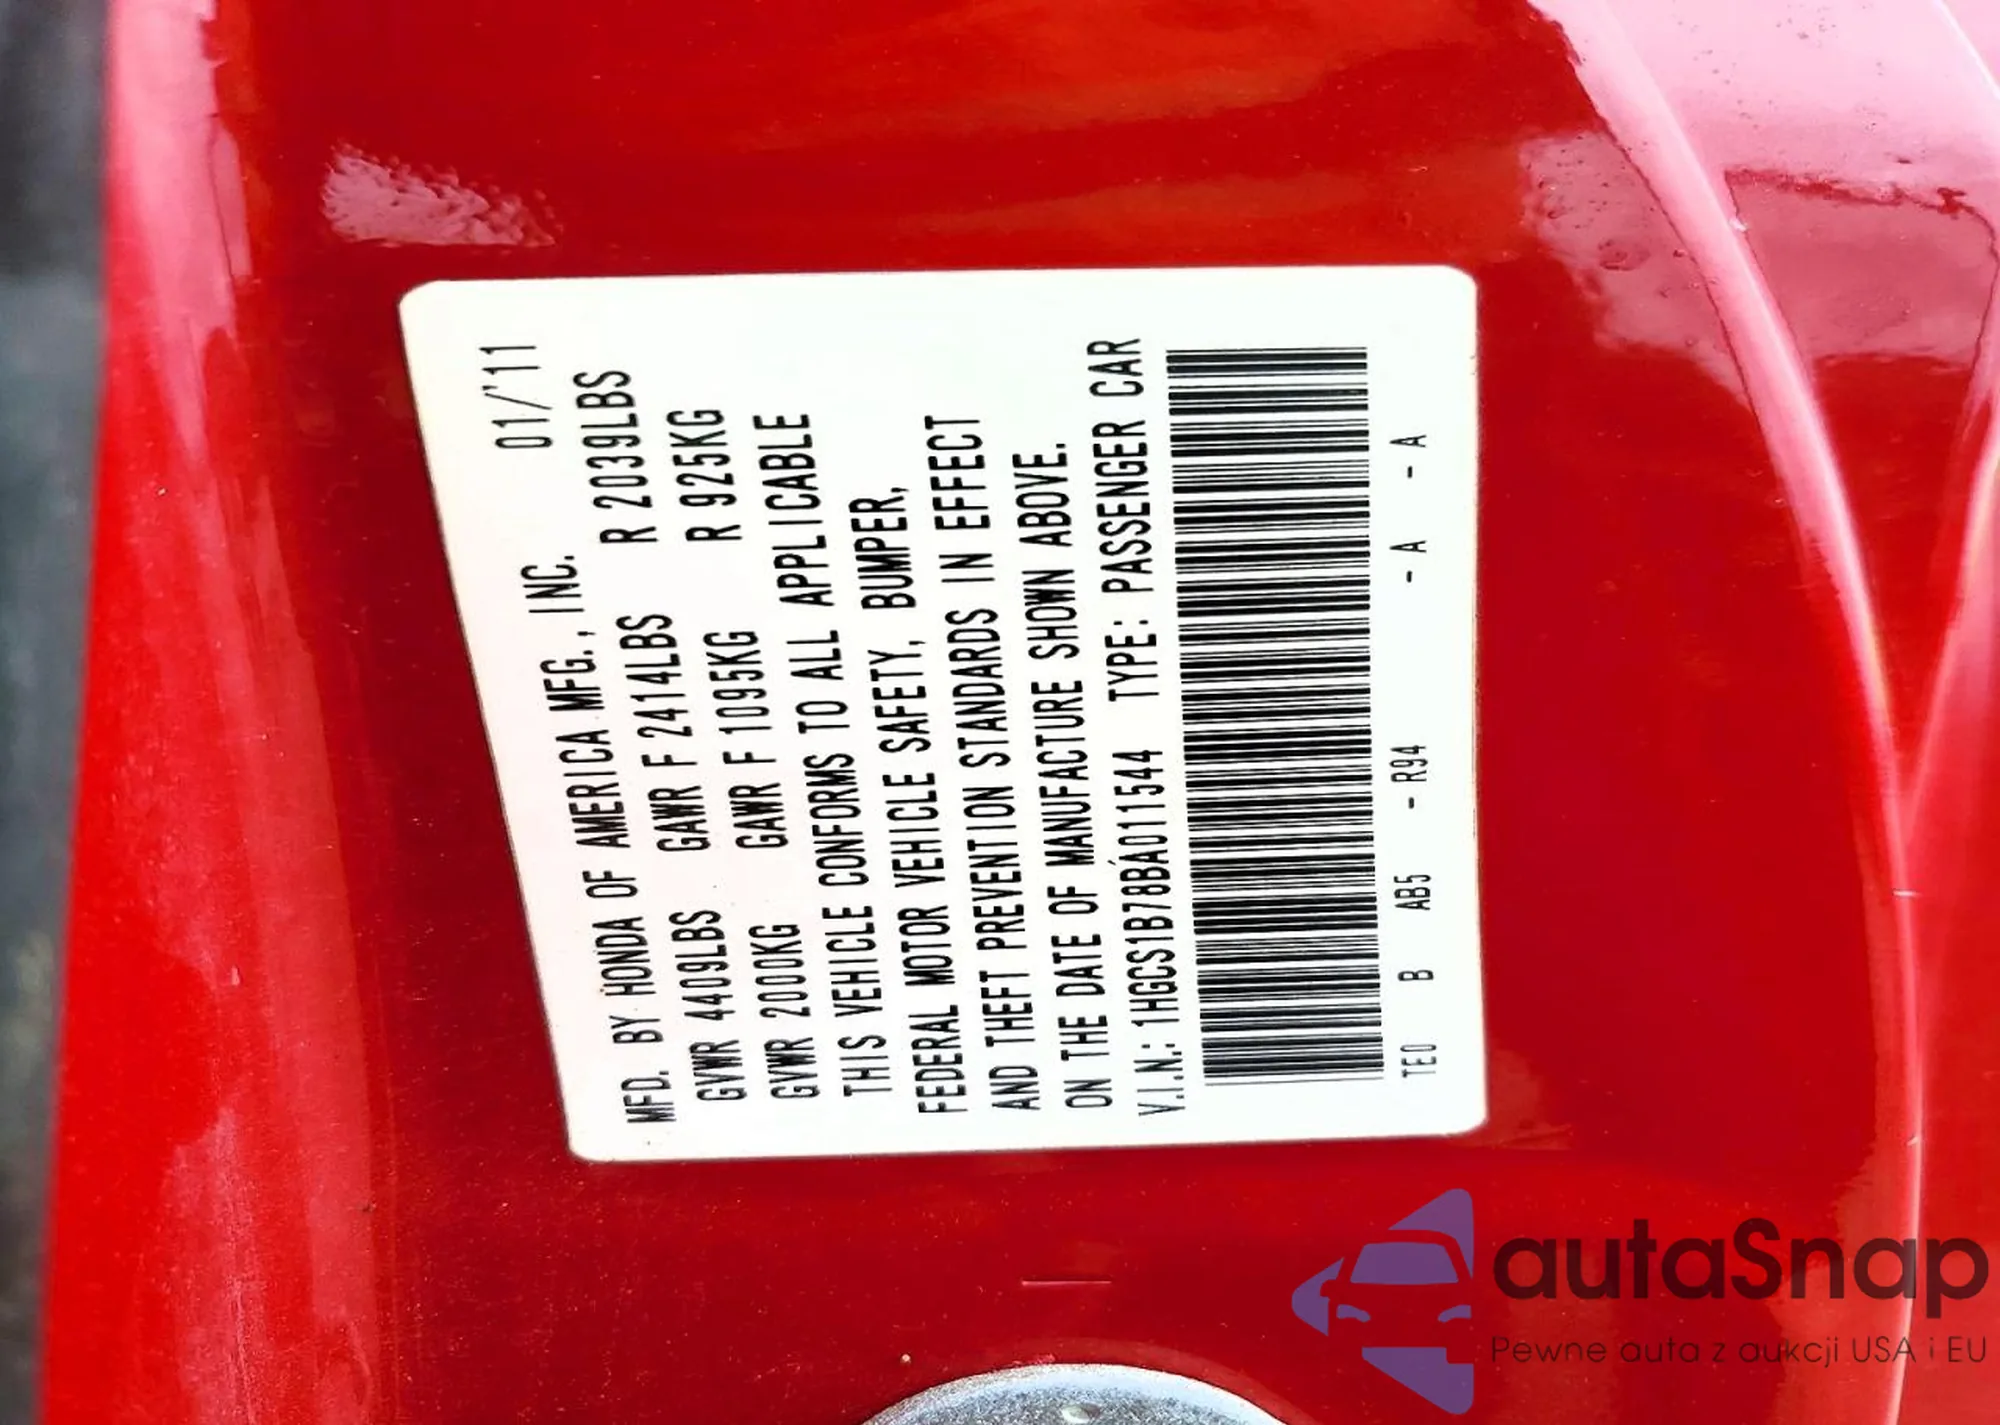 MFD. BY HONDA OF AMERICA MFG., INC. 01/'11
GVWR 4409LBS GAWR F 2414LBS R 2039LBS
GVWR 2000KG GAWR F 1095KG R 925KG
THIS VEHICLE CONFORMS TO ALL APPLICABLE
FEDERAL MOTOR VEHICLE SAFETY, BUMPER,
AND THEFT PREVENTION STANDARDS IN EFFECT
ON THE DATE OF MANUFACTURE SHOWN ABOVE.
V.I.N.: 1HGCS1B78BA011544 TYPE: PASSENGER CAR
TE0 B AB5 - R94 - A - A
autaSnap
Pewne auta z aukcji USA i EU